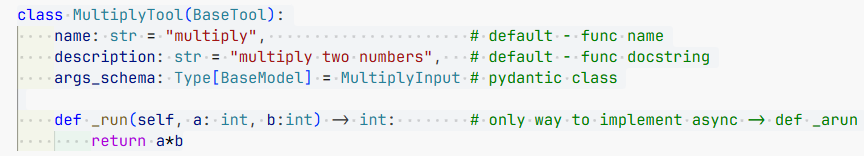 class MultiplyTool(BaseTool):
    name: str = "multiply",                      # default - func name
    description: str = "multiply two numbers",   # default - func docstring
    args_schema: Type[BaseModel] = MultiplyInput # pydantic class
    def _run(self, a: int, b:int) -> int:        # only way to implement async -> def _arun
        return a*b